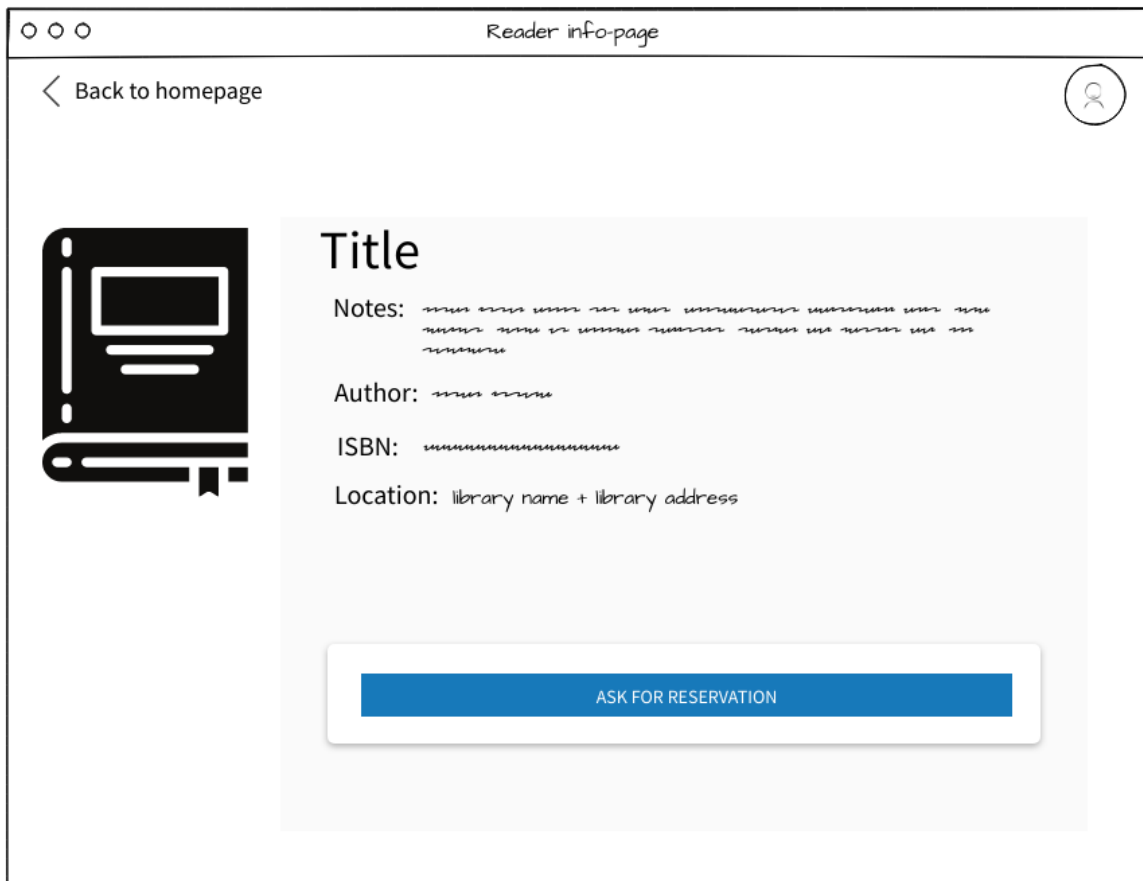 Reader info-page
Back to homepage
Title
Notes:
Author:
ISBN:
Location: library name + library address
ASK FOR RESERVATION